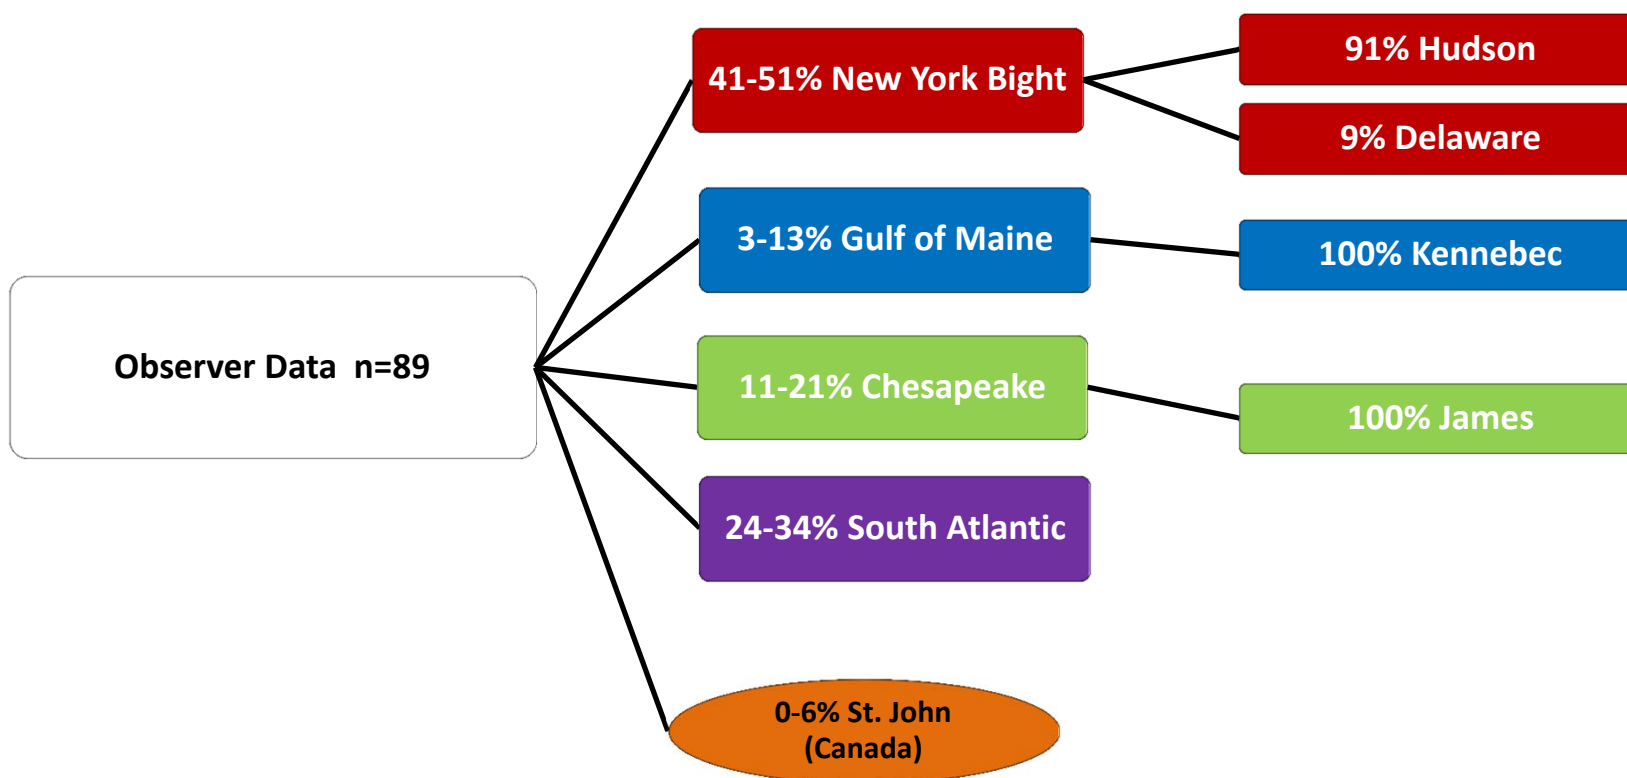 Observer Data n=89
41-51% New York Bight
91% Hudson
9% Delaware
3-13% Gulf of Maine
100% Kennebec
11-21% Chesapeake
100% James
24-34% South Atlantic
0-6% St. John
(Canada)